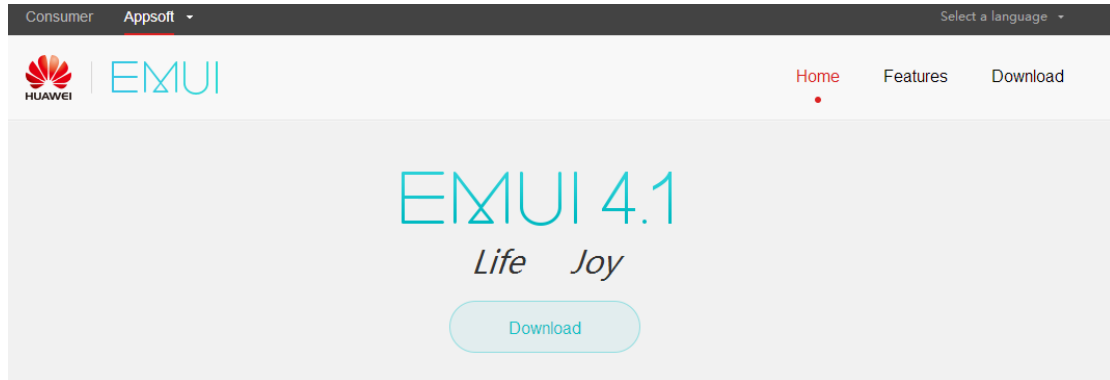 Consumer Appsoft Select a language
HUAWEI EMUI Home Features Download
EMUI 4.1
Life Joy
Download